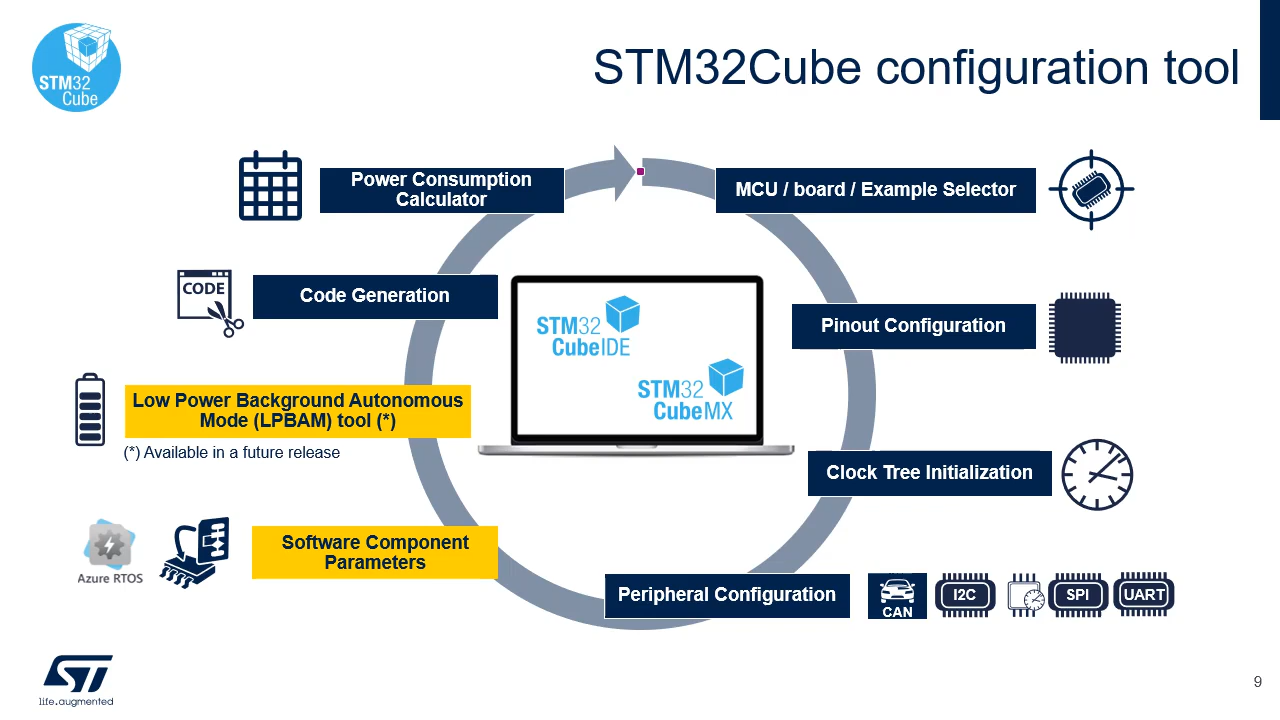 STM32
Cube
STM32Cube configuration tool
Power Consumption
Calculator
MCU / board / Example Selector
CODE
Code Generation
STM32
CubeIDE
STM32
CubeMX
Pinout Configuration
Low Power Background Autonomous
Mode (LPBAM) tool (*)
(*) Available in a future release
Clock Tree Initialization
Azure RTOS
Software Component
Parameters
Peripheral Configuration
CAN
I2C
SPI
UART
ST
life.augmented
9